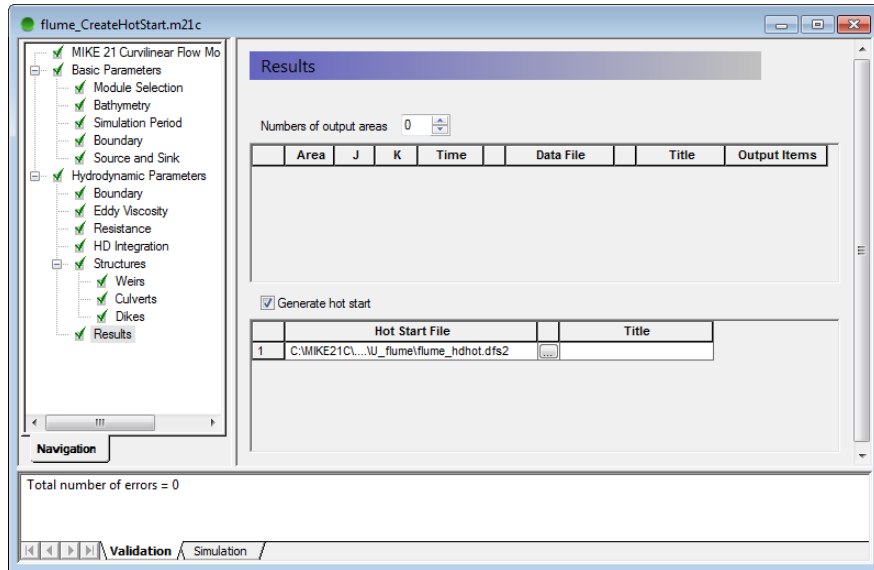 flume_CreateHotStart.m21c
MIKE 21 Curvilinear Flow Mo
Basic Parameters
Module Selection
Bathymetry
Simulation Period
Boundary
Source and Sink
Hydrodynamic Parameters
Boundary
Eddy Viscosity
Resistance
HD Integration
Structures
Weirs
Culverts
Dikes
Results
Navigation
Results
Numbers of output areas 0
Area J K Time Data File Title Output Items
Generate hot start
Hot Start File Title
1 C:\MIKE21C\....\U_flume\flume_hdhot.dfs2 ...
Total number of errors = 0
Validation Simulation